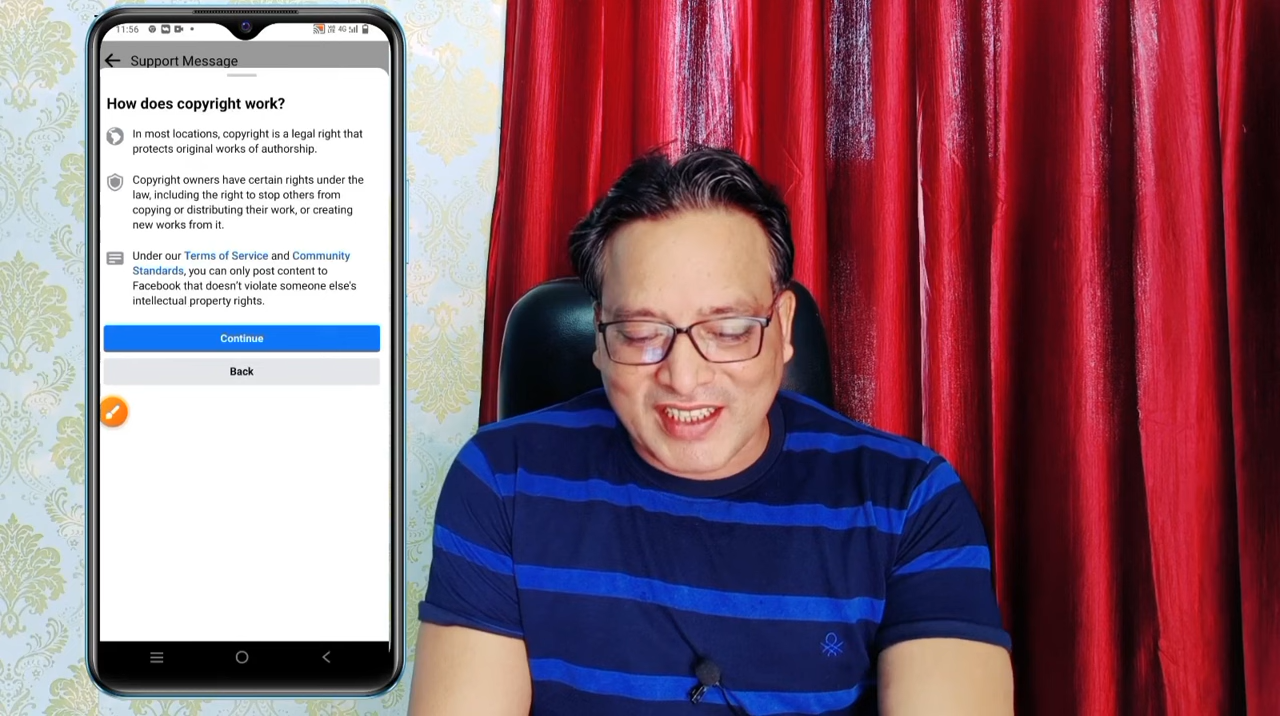 11:56
4G
Support Message
How does copyright work?
In most locations, copyright is a legal right that
protects original works of authorship.
Copyright owners have certain rights under the
law, including the right to stop others from
copying or distributing their work, or creating
new works from it.
Under our Terms of Service and Community
Standards, you can only post content to
Facebook that doesn't violate someone else's
intellectual property rights.
Continue
Back